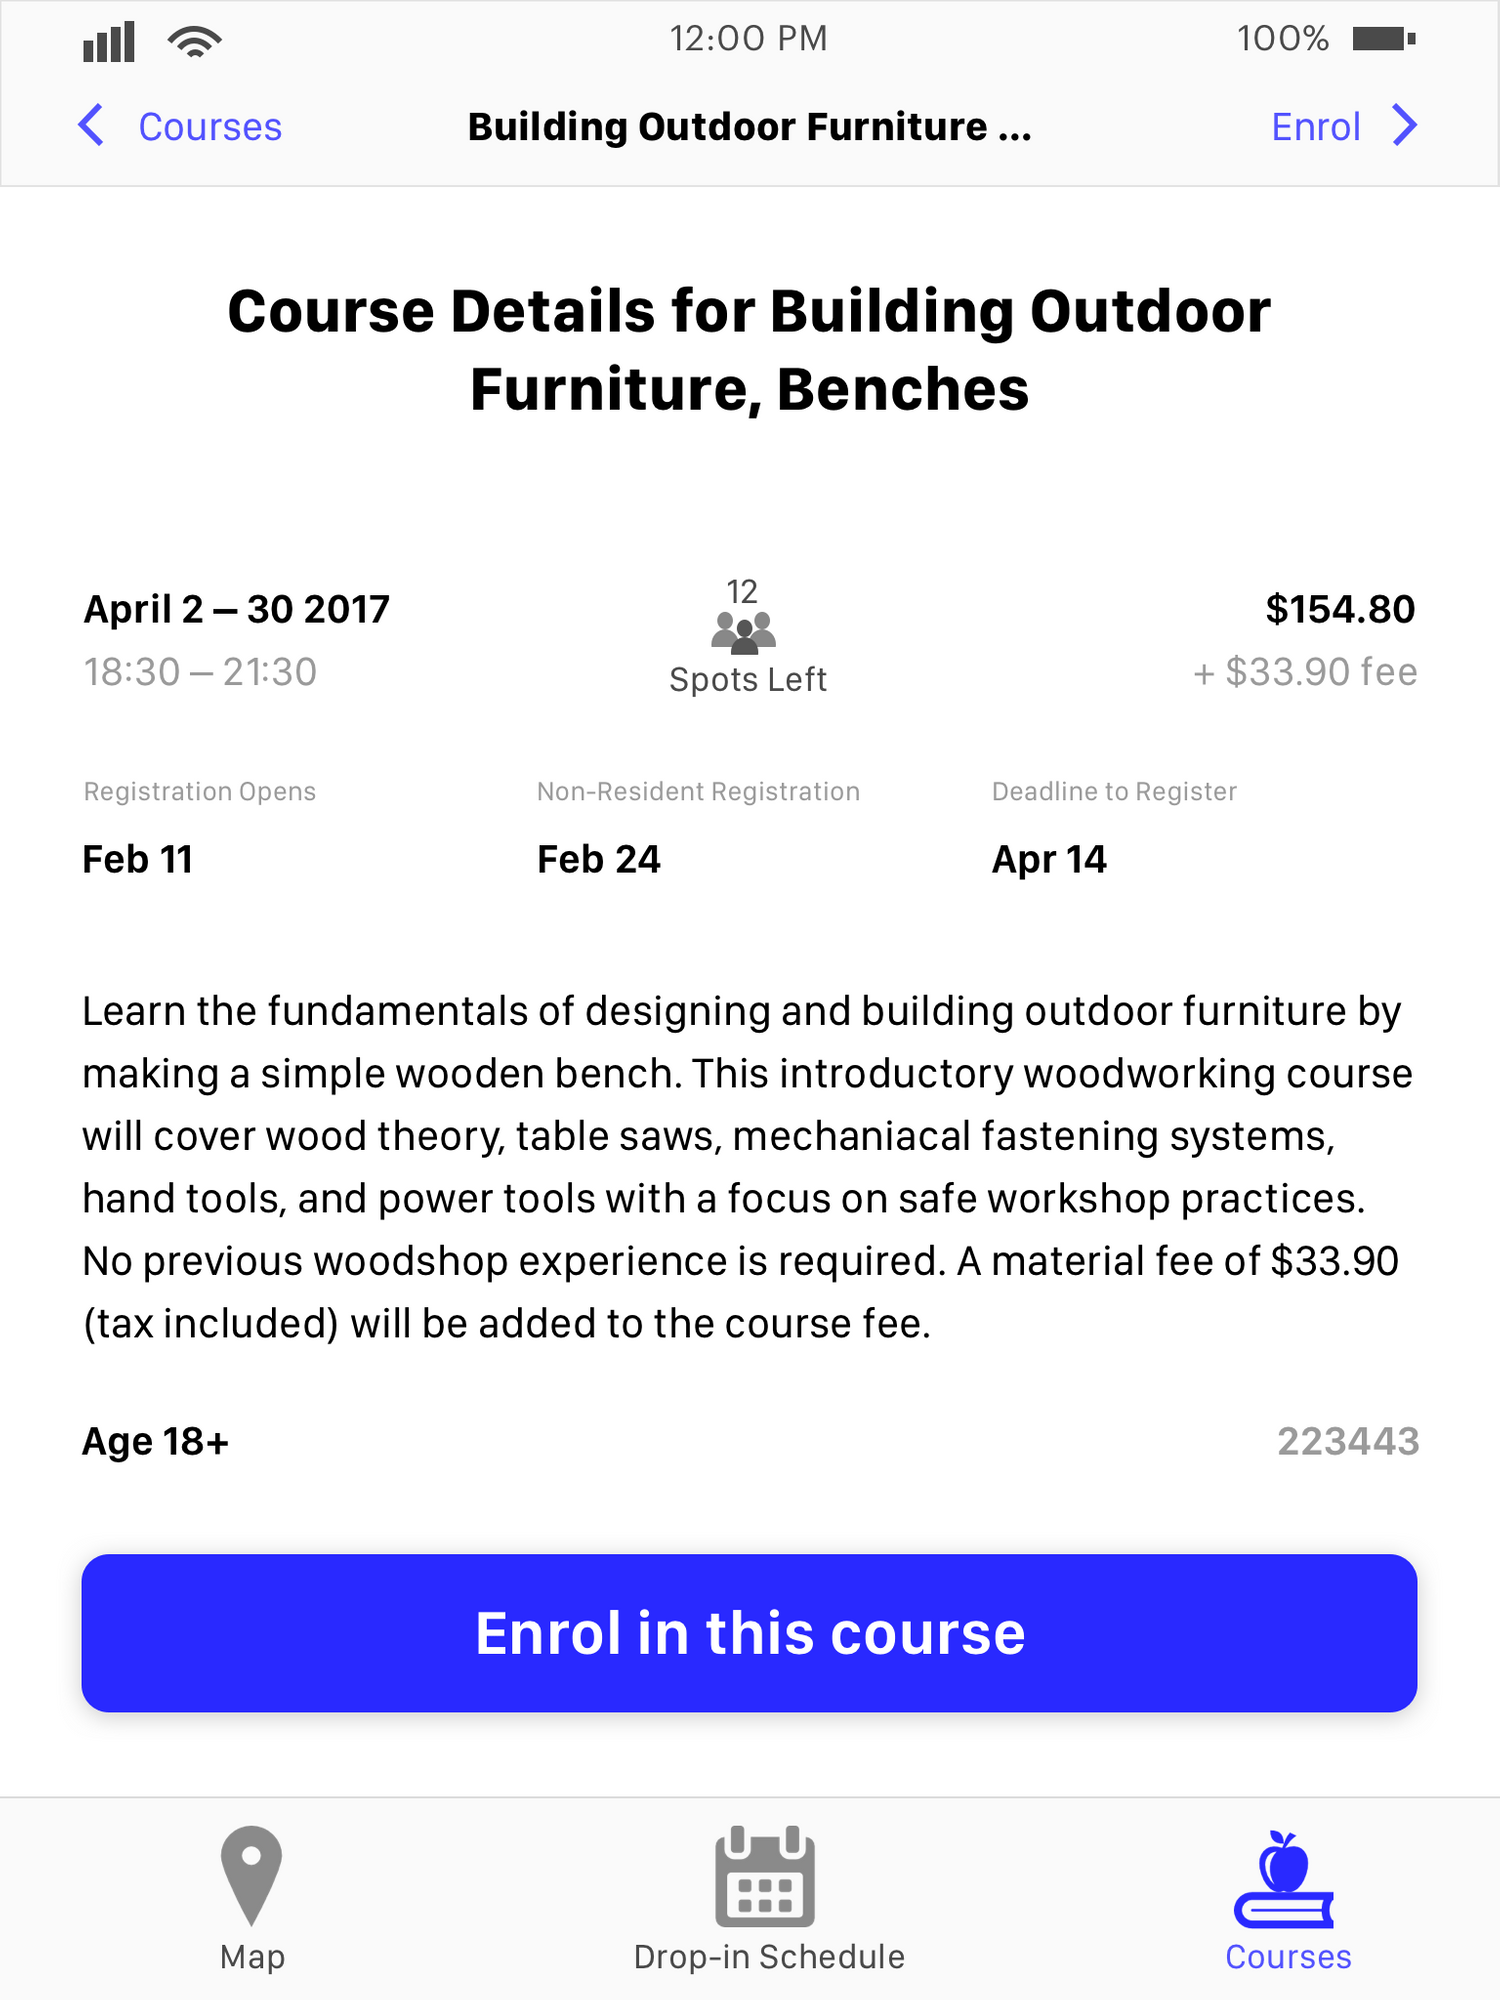 12:00 PM 100%
Courses Building Outdoor Furniture ... Enrol
Course Details for Building Outdoor
Furniture, Benches
12
April 2 – 30 2017 $154.80
18:30 – 21:30 Spots Left + $33.90 fee
Registration Opens Non-Resident Registration Deadline to Register
Feb 11 Feb 24 Apr 14
Learn the fundamentals of designing and building outdoor furniture by
making a simple wooden bench. This introductory woodworking course
will cover wood theory, table saws, mechaniacal fastening systems,
hand tools, and power tools with a focus on safe workshop practices.
No previous woodshop experience is required. A material fee of $33.90
(tax included) will be added to the course fee.
Age 18+ 223443
Enrol in this course
Map Drop-in Schedule Courses